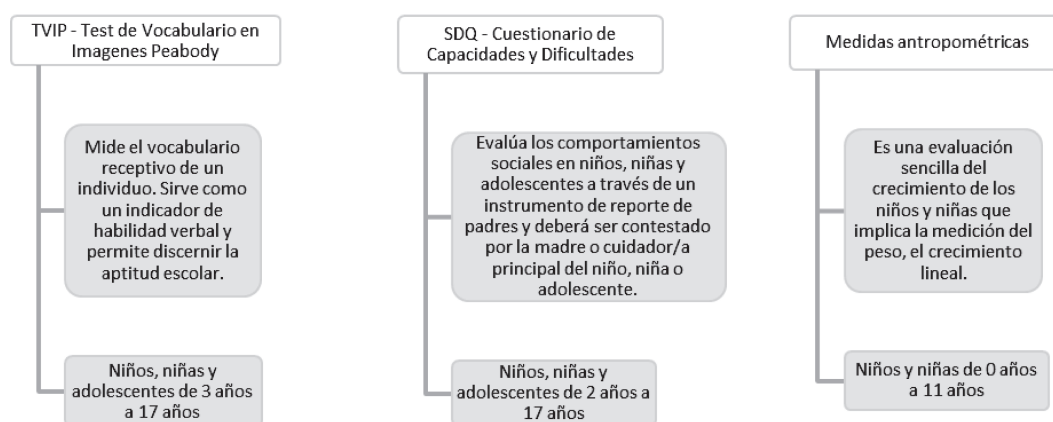 TVIP - Test de Vocabulario en
Imagenes Peabody
Mide el vocabulario
receptivo de un
individuo. Sirve como
un indicador de
habilidad verbal y
permite discernir la
aptitud escolar.
Niños, niñas y
adolescentes de 3 años
a 17 años
SDQ - Cuestionario de
Capacidades y Dificultades
Evalúa los comportamientos
sociales en niños, niñas y
adolescentes a través de un
instrumento de reporte de
padres y deberá ser contestado
por la madre o cuidador/a
principal del niño, niña o
adolescente.
Niños, niñas y
adolescentes de 2 años a
17 años
Medidas antropométricas
Es una evaluación
sencilla del
crecimiento de los
niños y niñas que
implica la medición del
peso, el crecimiento
lineal.
Niños y niñas de 0 años
a 11 años